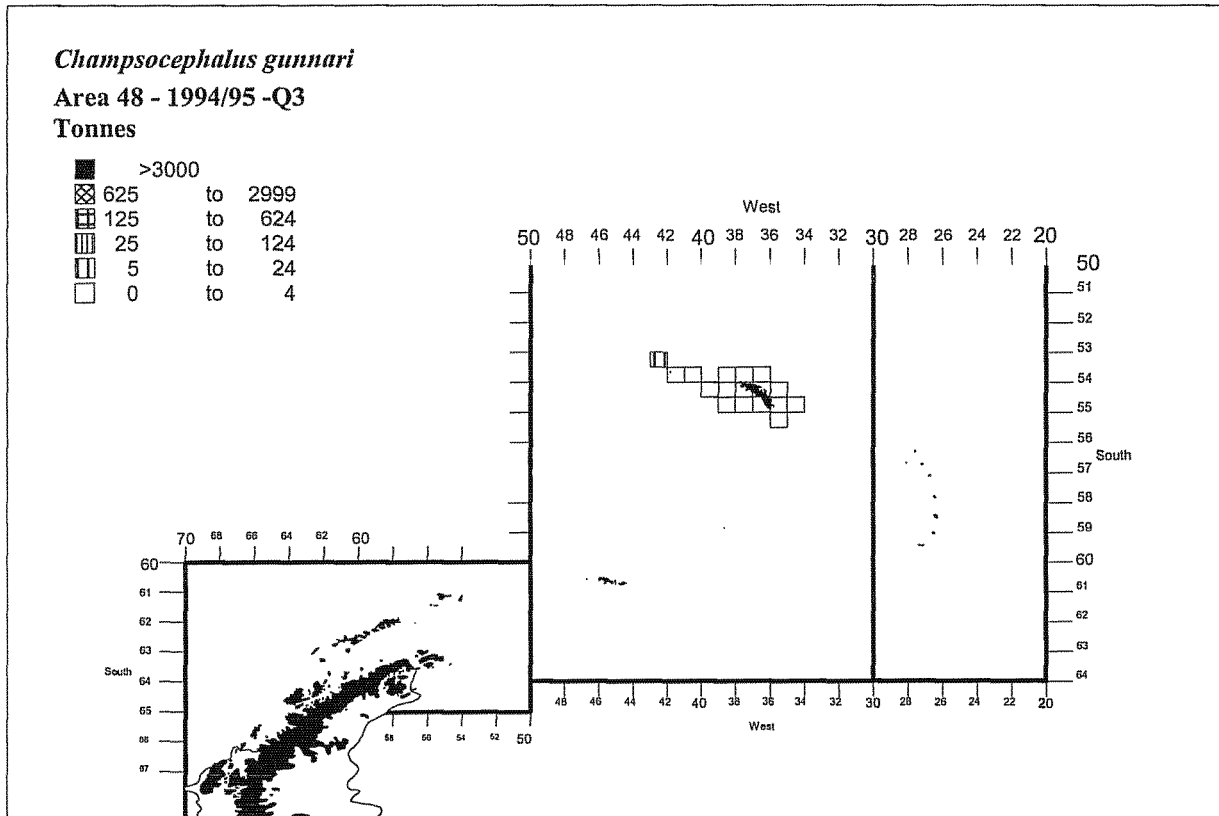 Champsocephalus gunnari
Area 48 - 1994/95 -Q3
Tonnes
>3000
625 to 2999
125 to 624
25 to 124
5 to 24
0 to 4
West
50 48 46 44 42 40 38 36 34 32 30 28 26 24 22 20
50
51
52
53
54
55
56
South
57
58
59
60
61
62
63
64
48 46 44 42 40 38 36 34 32 30 28 26 24 22 20
West
70 68 66 64 62 60
60
61
62
63
South
64
65
66
67
58 56 54 52 50